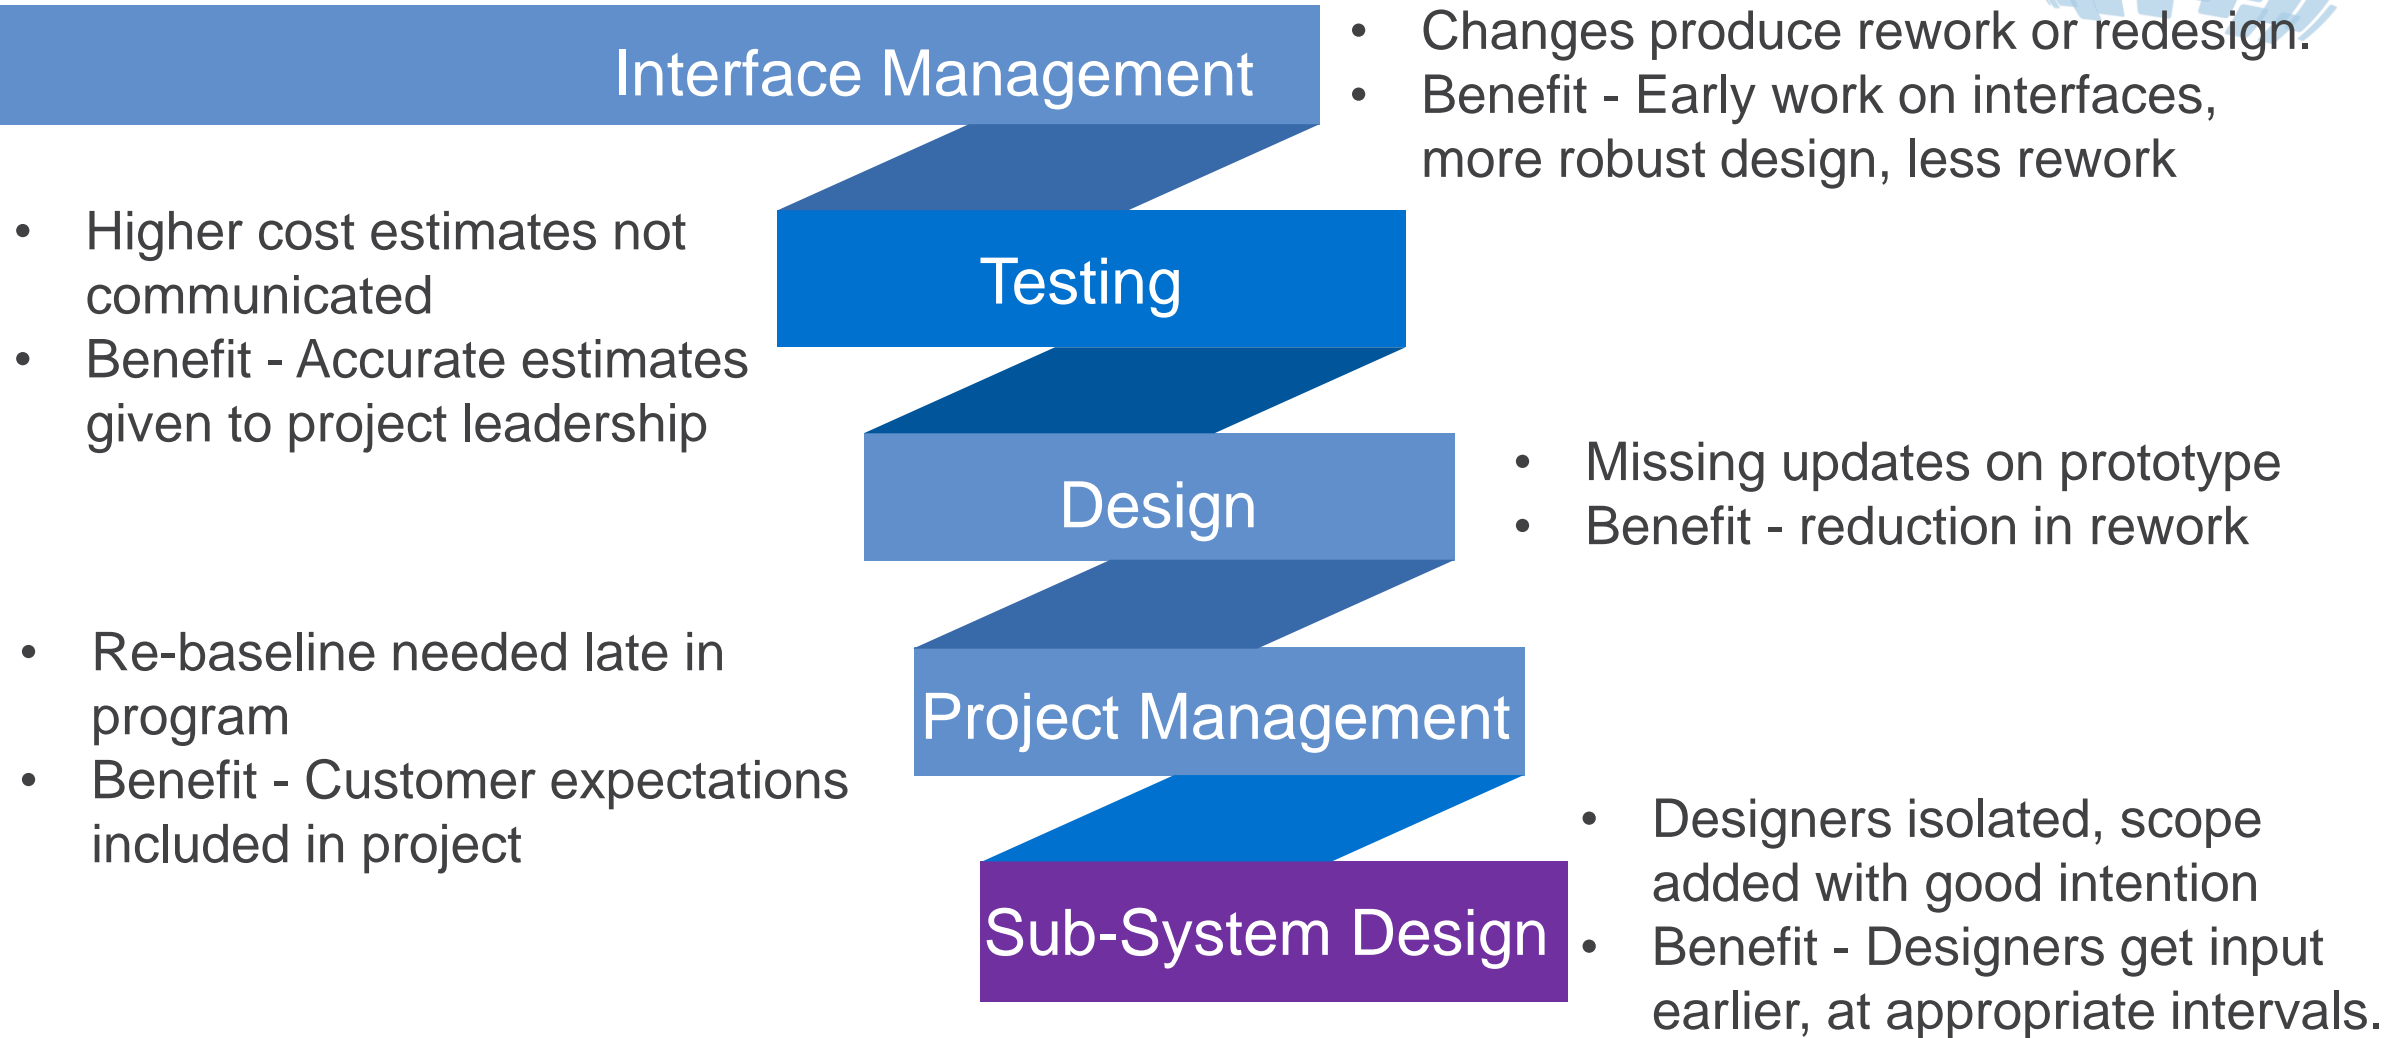 Interface Management
• Changes produce rework or redesign.
• Benefit - Early work on interfaces,
more robust design, less rework
Testing
• Higher cost estimates not
communicated
• Benefit - Accurate estimates
given to project leadership
Design
• Missing updates on prototype
• Benefit - reduction in rework
Project Management
• Re-baseline needed late in
program
• Benefit - Customer expectations
included in project
Sub-System Design
• Designers isolated, scope
added with good intention
• Benefit - Designers get input
earlier, at appropriate intervals.